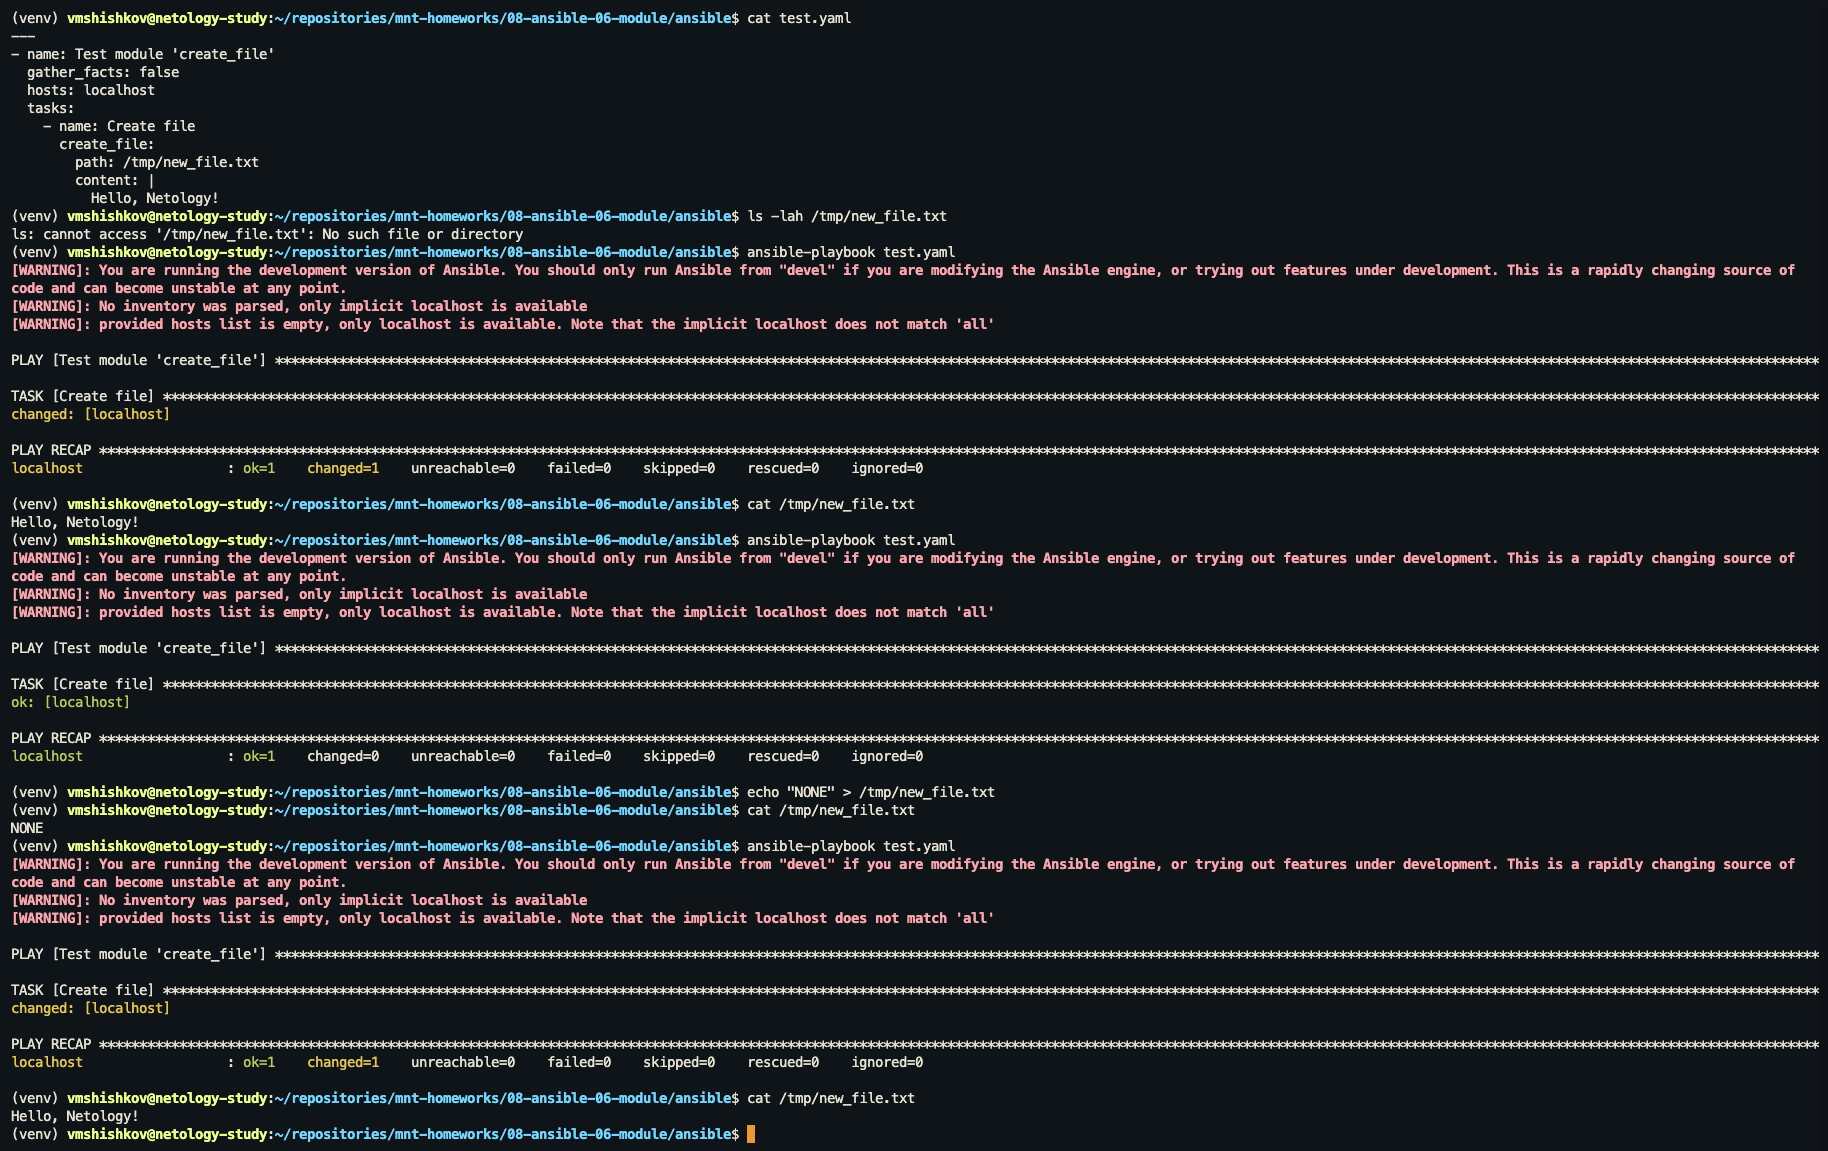 (venv) vmshishkov@netology-study:~/repositories/mnt-homeworks/08-ansible-06-module/ansible$ cat test.yaml
---
- name: Test module 'create_file'
  gather_facts: false
  hosts: localhost
  tasks:
    - name: Create file
      create_file:
        path: /tmp/new_file.txt
        content: |
          Hello, Netology!
(venv) vmshishkov@netology-study:~/repositories/mnt-homeworks/08-ansible-06-module/ansible$ ls -lah /tmp/new_file.txt
ls: cannot access '/tmp/new_file.txt': No such file or directory
(venv) vmshishkov@netology-study:~/repositories/mnt-homeworks/08-ansible-06-module/ansible$ ansible-playbook test.yaml
[WARNING]: You are running the development version of Ansible. You should only run Ansible from "devel" if you are modifying the Ansible engine, or trying out features under development. This is a rapidly changing source of
code and can become unstable at any point.
[WARNING]: No inventory was parsed, only implicit localhost is available
[WARNING]: provided hosts list is empty, only localhost is available. Note that the implicit localhost does not match 'all'
PLAY [Test module 'create_file'] ****************************************************************************************************
TASK [Create file] ****************************************************************************************************
changed: [localhost]
PLAY RECAP ****************************************************************************************************
localhost                  : ok=1    changed=1    unreachable=0    failed=0    skipped=0    rescued=0    ignored=0
(venv) vmshishkov@netology-study:~/repositories/mnt-homeworks/08-ansible-06-module/ansible$ cat /tmp/new_file.txt
Hello, Netology!
(venv) vmshishkov@netology-study:~/repositories/mnt-homeworks/08-ansible-06-module/ansible$ ansible-playbook test.yaml
[WARNING]: You are running the development version of Ansible. You should only run Ansible from "devel" if you are modifying the Ansible engine, or trying out features under development. This is a rapidly changing source of
code and can become unstable at any point.
[WARNING]: No inventory was parsed, only implicit localhost is available
[WARNING]: provided hosts list is empty, only localhost is available. Note that the implicit localhost does not match 'all'
PLAY [Test module 'create_file'] ****************************************************************************************************
TASK [Create file] ****************************************************************************************************
ok: [localhost]
PLAY RECAP ****************************************************************************************************
localhost                  : ok=1    changed=0    unreachable=0    failed=0    skipped=0    rescued=0    ignored=0
(venv) vmshishkov@netology-study:~/repositories/mnt-homeworks/08-ansible-06-module/ansible$ echo "NONE" > /tmp/new_file.txt
(venv) vmshishkov@netology-study:~/repositories/mnt-homeworks/08-ansible-06-module/ansible$ cat /tmp/new_file.txt
NONE
(venv) vmshishkov@netology-study:~/repositories/mnt-homeworks/08-ansible-06-module/ansible$ ansible-playbook test.yaml
[WARNING]: You are running the development version of Ansible. You should only run Ansible from "devel" if you are modifying the Ansible engine, or trying out features under development. This is a rapidly changing source of
code and can become unstable at any point.
[WARNING]: No inventory was parsed, only implicit localhost is available
[WARNING]: provided hosts list is empty, only localhost is available. Note that the implicit localhost does not match 'all'
PLAY [Test module 'create_file'] ****************************************************************************************************
TASK [Create file] ****************************************************************************************************
changed: [localhost]
PLAY RECAP ****************************************************************************************************
localhost                  : ok=1    changed=1    unreachable=0    failed=0    skipped=0    rescued=0    ignored=0
(venv) vmshishkov@netology-study:~/repositories/mnt-homeworks/08-ansible-06-module/ansible$ cat /tmp/new_file.txt
Hello, Netology!
(venv) vmshishkov@netology-study:~/repositories/mnt-homeworks/08-ansible-06-module/ansible$